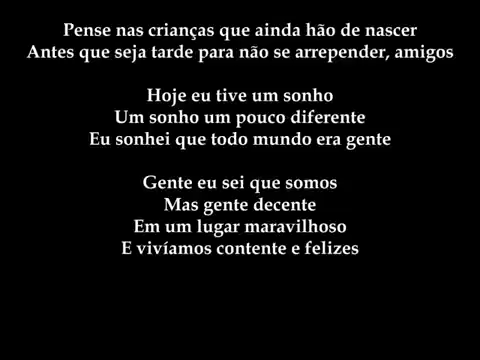 Pense nas crianças que ainda hão de nascer
Antes que seja tarde para não se arrepender, amigos
Hoje eu tive um sonho
Um sonho um pouco diferente
Eu sonhei que todo mundo era gente
Gente eu sei que somos
Mas gente decente
Em um lugar maravilhoso
E vivíamos contente e felizes